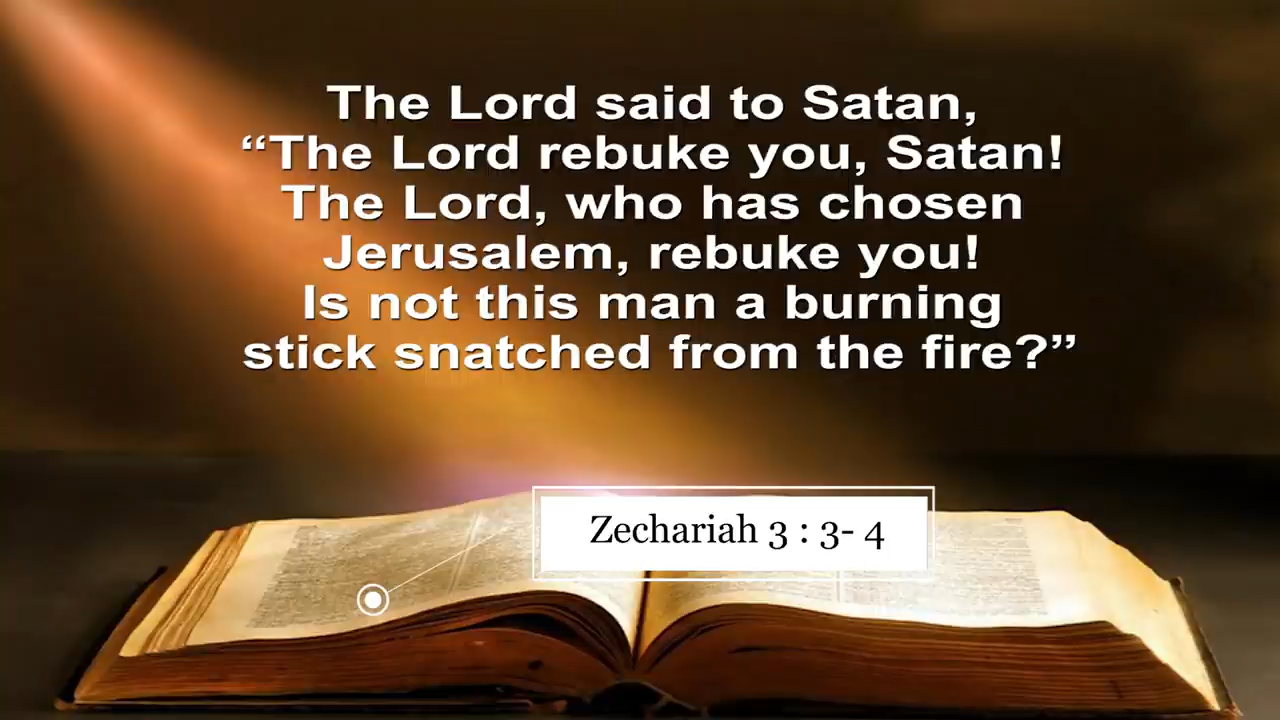 The Lord said to Satan,
“The Lord rebuke you, Satan!
The Lord, who has chosen
Jerusalem, rebuke you!
Is not this man a burning
stick snatched from the fire?”
Zechariah 3 : 3- 4